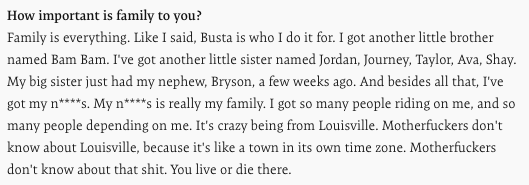 How important is family to you?
Family is everything. Like I said, Busta is who I do it for. I got another little brother
named Bam Bam. I've got another little sister named Jordan, Journey, Taylor, Ava, Shay.
My big sister just had my nephew, Bryson, a few weeks ago. And besides all that, I've
got my n****s. My n****s is really my family. I got so many people riding on me, and so
many people depending on me. It's crazy being from Louisville. Motherfuckers don't
know about Louisville, because it's like a town in its own time zone. Motherfuckers
don't know about that shit. You live or die there.